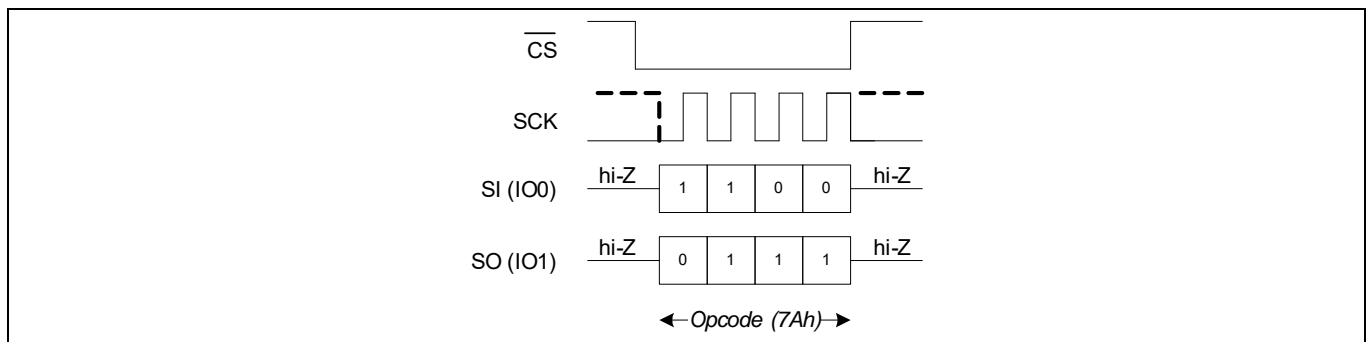 CS
SCK
hi-Z 1 1 0 0 hi-Z
SI (IO0)
hi-Z 0 1 1 1 hi-Z
SO (IO1)
Opcode (7Ah)